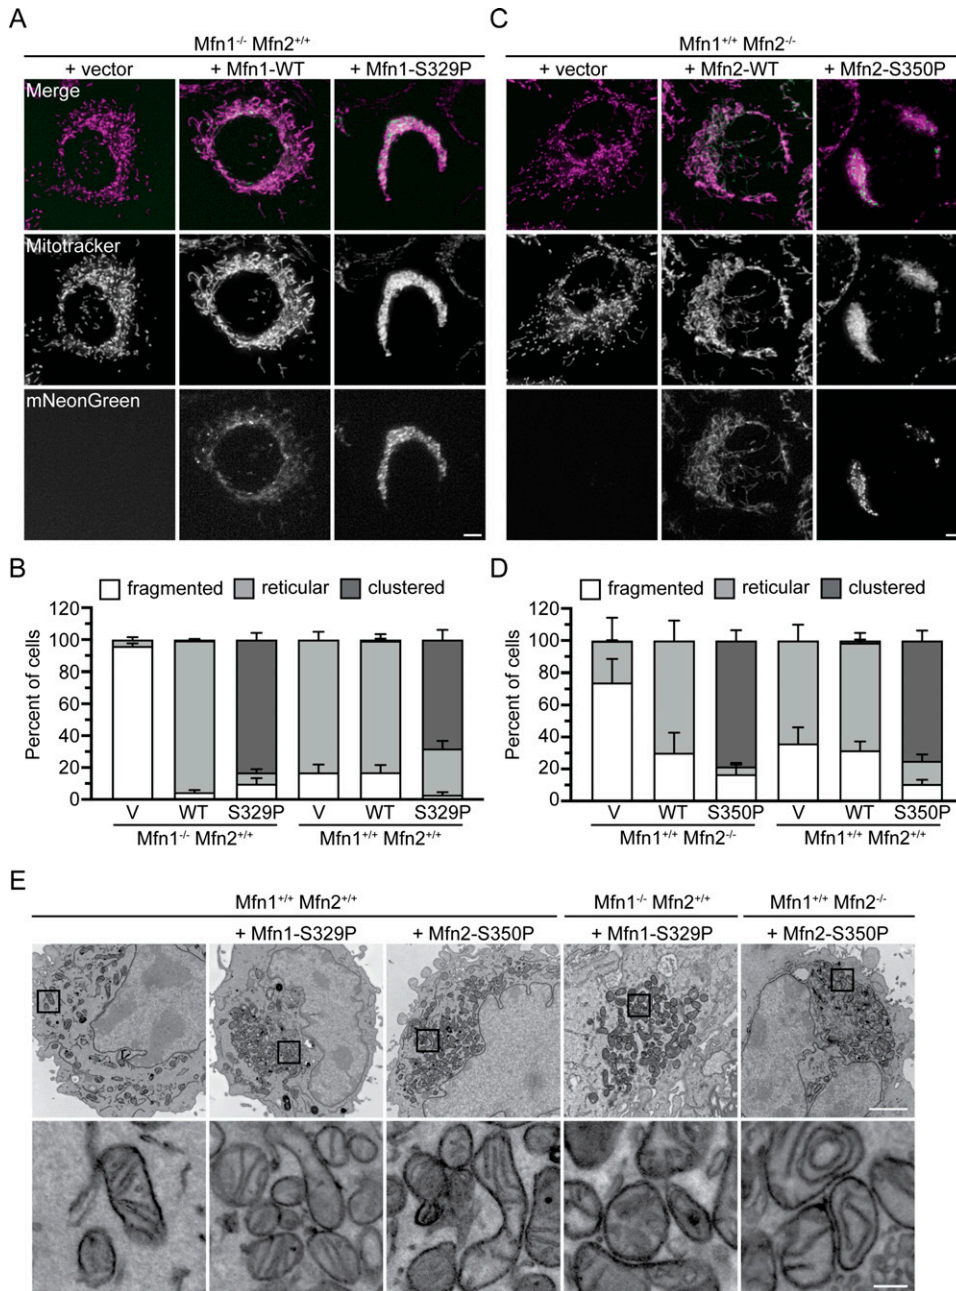 A
Mfn1-/- Mfn2+/+
+ vector + Mfn1-WT + Mfn1-S329P
Merge
Mitotracker
mNeonGreen
C
Mfn1+/+ Mfn2-/-
+ vector + Mfn2-WT + Mfn2-S350P
B
fragmented reticular clustered
Percent of cells
120
100
80
60
40
20
0
V WT S329P V WT S329P
Mfn1-/- Mfn2+/+ Mfn1+/+ Mfn2+/+
D
fragmented reticular clustered
Percent of cells
120
100
80
60
40
20
0
V WT S350P V WT S350P
Mfn1+/+ Mfn2-/- Mfn1+/+ Mfn2+/+
E
Mfn1+/+ Mfn2+/+ Mfn1-/- Mfn2+/+ Mfn1+/+ Mfn2-/-
+ Mfn1-S329P + Mfn2-S350P + Mfn1-S329P + Mfn2-S350P